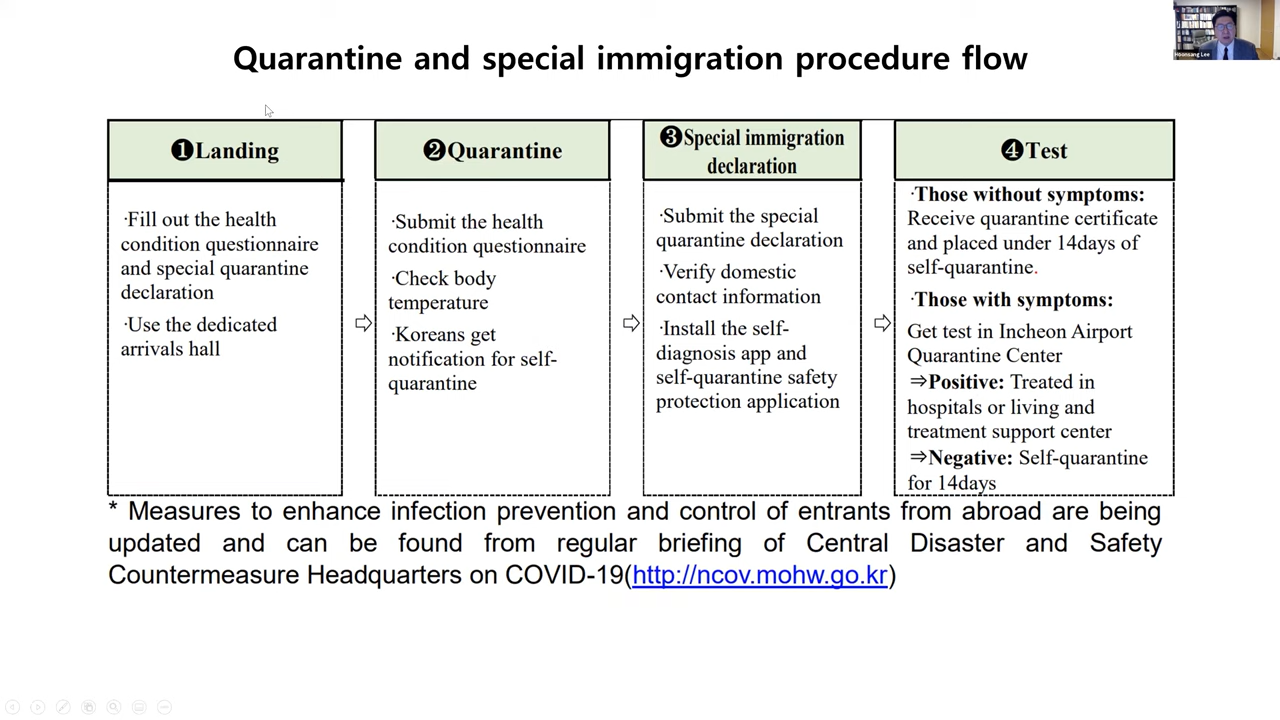 Quarantine and special immigration procedure flow
Hoonsang Lee
❶Landing
·Fill out the health
condition questionnaire
and special quarantine
declaration
·Use the dedicated
arrivals hall
❷Quarantine
·Submit the health
condition questionnaire
·Check body
temperature
·Koreans get
notification for self-
quarantine
❸Special immigration
declaration
·Submit the special
quarantine declaration
·Verify domestic
contact information
·Install the self-
diagnosis app and
self-quarantine safety
protection application
❹Test
·Those without symptoms:
Receive quarantine certificate
and placed under 14days of
self-quarantine.
·Those with symptoms:
Get test in Incheon Airport
Quarantine Center
⇒Positive: Treated in
hospitals or living and
treatment support center
⇒Negative: Self-quarantine
for 14days
* Measures to enhance infection prevention and control of entrants from abroad are being
updated and can be found from regular briefing of Central Disaster and Safety
Countermeasure Headquarters on COVID-19(http://ncov.mohw.go.kr)